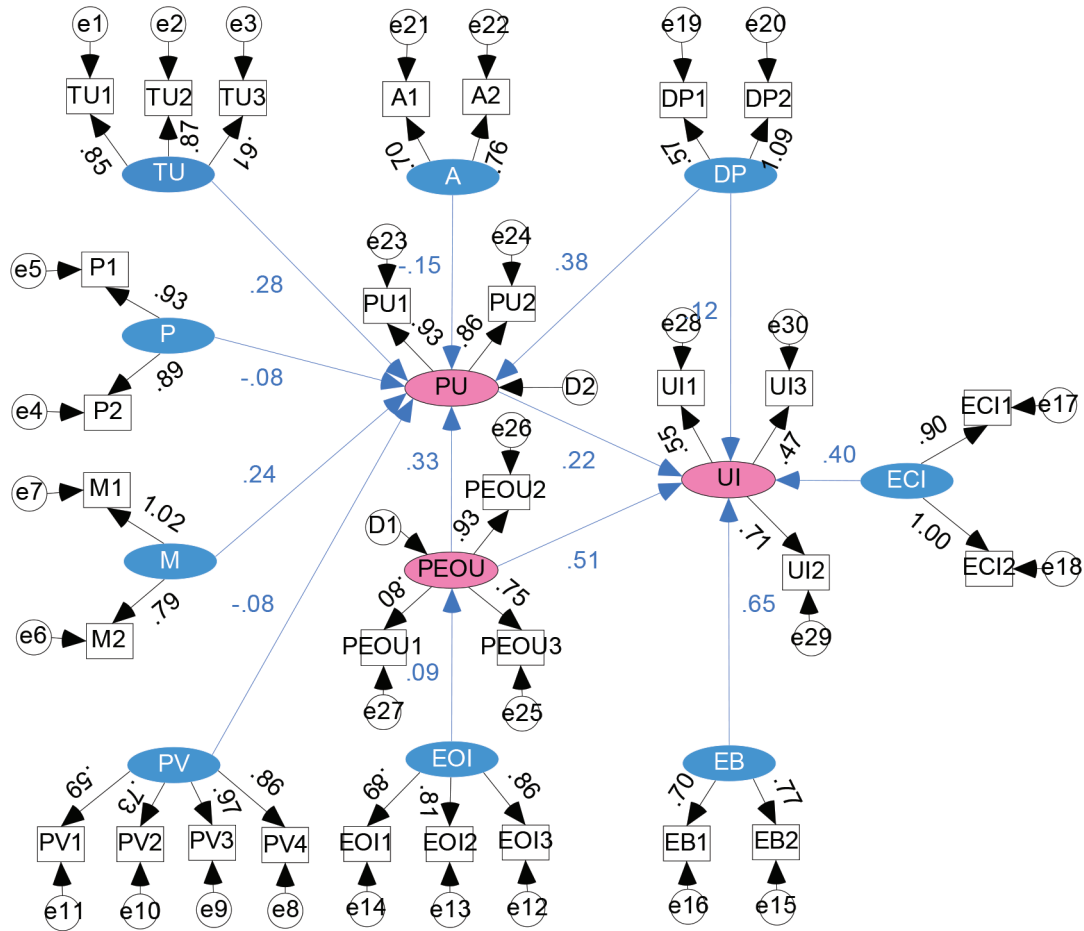 e1 e2 e3 e21 e22 e19 e20
TU1 TU2 TU3 A1 A2 DP1 DP2
.85 .87 .61 .70 .76 .57 1.09
TU A DP
e5 P1 e23 e24
.28 -.15 .38
.93 PU1 PU2 e28 .12 e30
P .93 .86
.89 -.08 PU D2 UI1 UI3
e4 P2 ECI1 e17
e26 .55 .47 .90
M1 .24 .33 .22 .40
e7 PEOU2 UI ECI
1.02 D1 .93 .71 1.00
M PEOU .51 UI2 ECI2 e18
.79 -.08 .80 .75 .65
e6 M2 PEOU1 PEOU3 e29
.09
e27 e25
PV EOI EB
.59 .73 .97 .86 .89 .81 .86 .70 .77
PV1 PV2 PV3 PV4 EOI1 EOI2 EOI3 EB1 EB2
e11 e10 e9 e8 e14 e13 e12 e16 e15